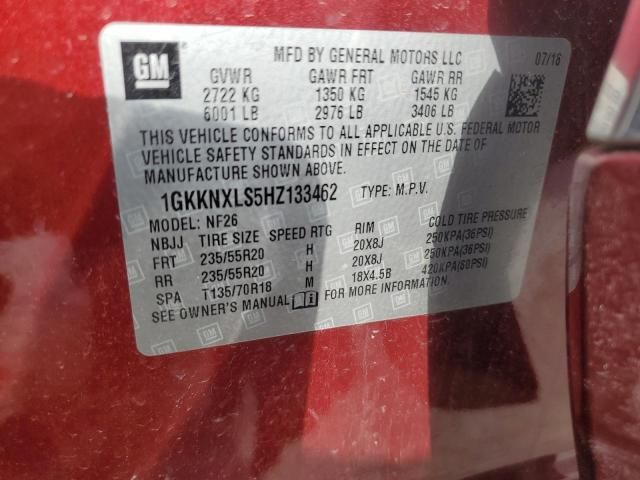 GM MFD BY GENERAL MOTORS LLC 07/16
GVWR GAWR FRT GAWR RR
2722 KG 1350 KG 1545 KG
6001 LB 2976 LB 3406 LB
THIS VEHICLE CONFORMS TO ALL APPLICABLE U.S. FEDERAL MOTOR
VEHICLE SAFETY STANDARDS IN EFFECT ON THE DATE OF
MANUFACTURE SHOWN ABOVE.
1GKKNXLS5HZ133462 TYPE: M.P.V.
MODEL: NF26
NBJJ TIRE SIZE SPEED RTG RIM COLD TIRE PRESSURE
FRT 235/55R20 H 20X8J 250KPA(36PSI)
RR 235/55R20 H 20X8J 250KPA(36PSI)
SPA T135/70R18 M 18X4.5B 420KPA(60PSI)
SEE OWNER'S MANUAL FOR MORE INFORMATION.